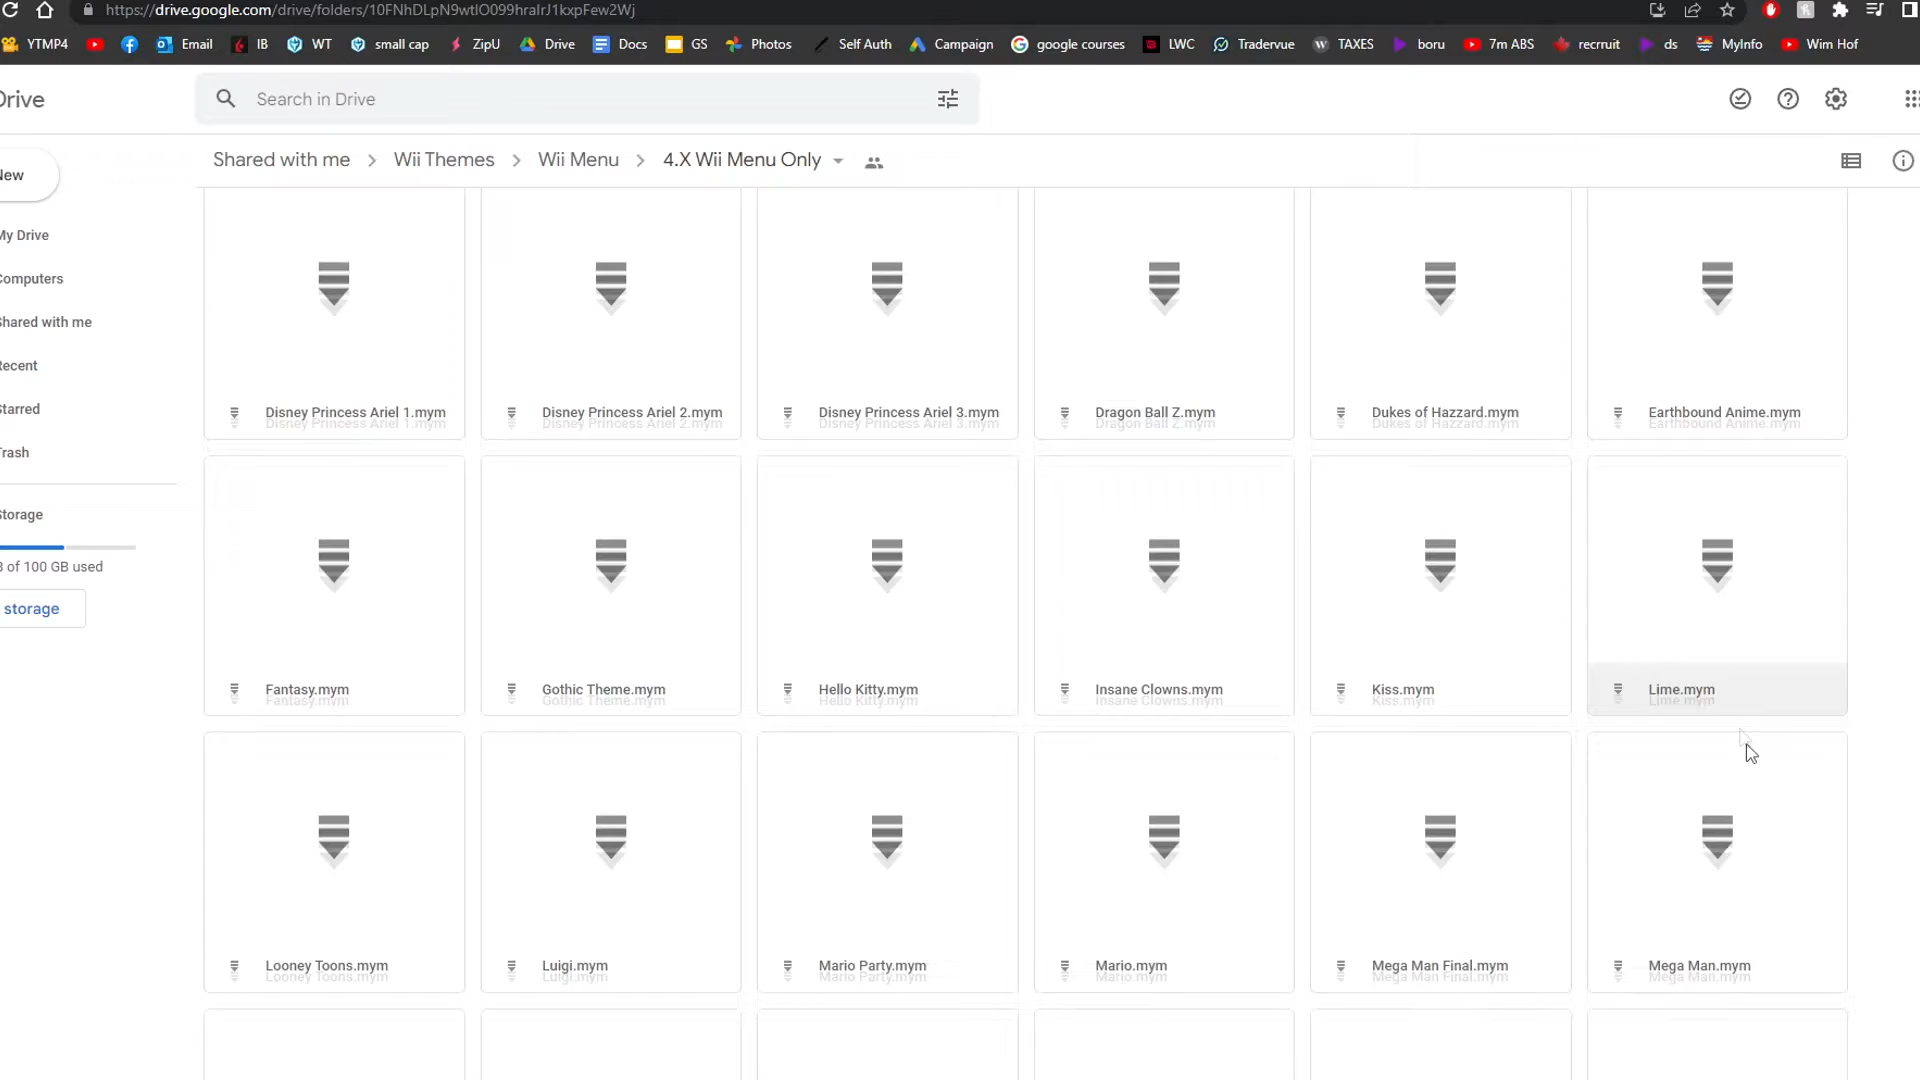 https://drive.google.com/drive/folders/10FNhDLpN9wtlO099hraIrJ1kxpFew2Wj
YTMP4 Email IB WT small cap ZipU Drive Docs GS Photos Self Auth Campaign google courses LWC Tradervue TAXES boru 7m ABS recrruit ds MyInfo Wim Hof
Drive
Search in Drive
Shared with me > Wii Themes > Wii Menu > 4.X Wii Menu Only
New
My Drive
Computers
Shared with me
Recent
Starred
Trash
Storage
of 100 GB used
storage
Disney Princess Ariel 1.mym Disney Princess Ariel 2.mym Disney Princess Ariel 3.mym Dragon Ball Z.mym Dukes of Hazzard.mym Earthbound Anime.mym
Fantasy.mym Gothic Theme.mym Hello Kitty.mym Insane Clowns.mym Kiss.mym Lime.mym
Looney Toons.mym Luigi.mym Mario Party.mym Mario.mym Mega Man Final.mym Mega Man.mym